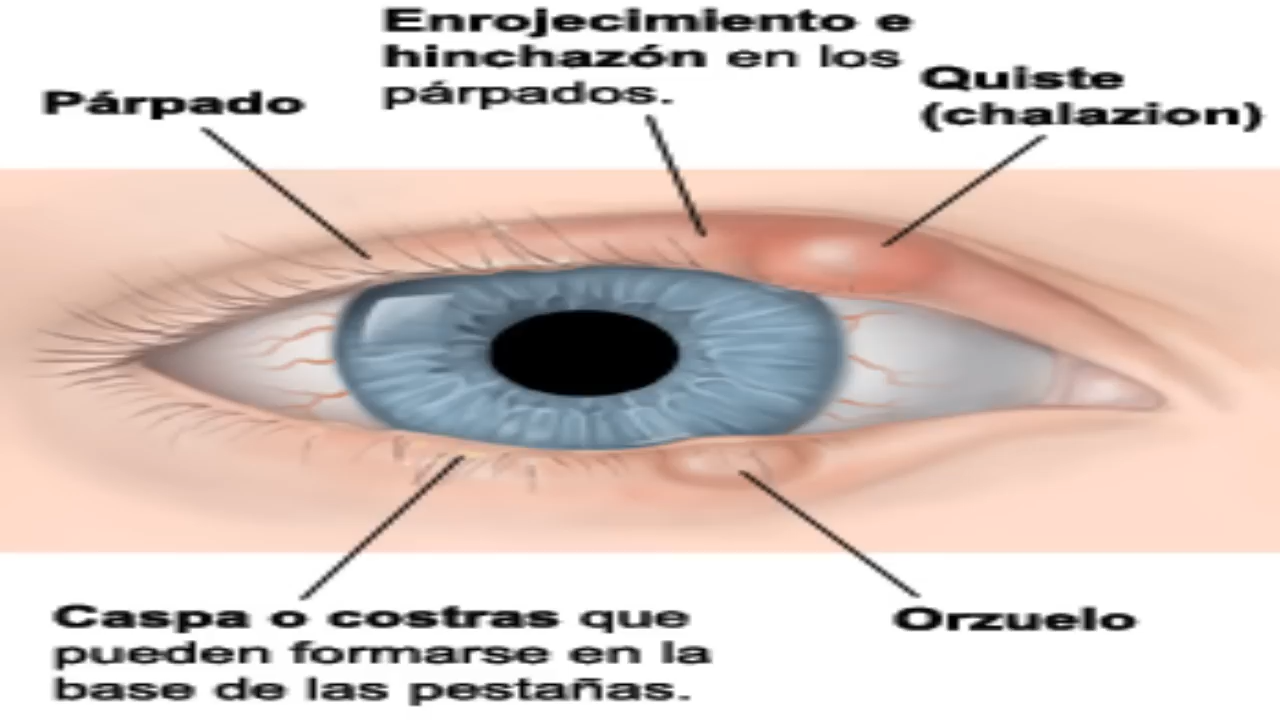 Párpado
Enrojecimiento e
hinchazón en los
párpados.
Quiste
(chalazion)
Caspa o costras que
pueden formarse en la
base de las pestañas.
Orzuelo